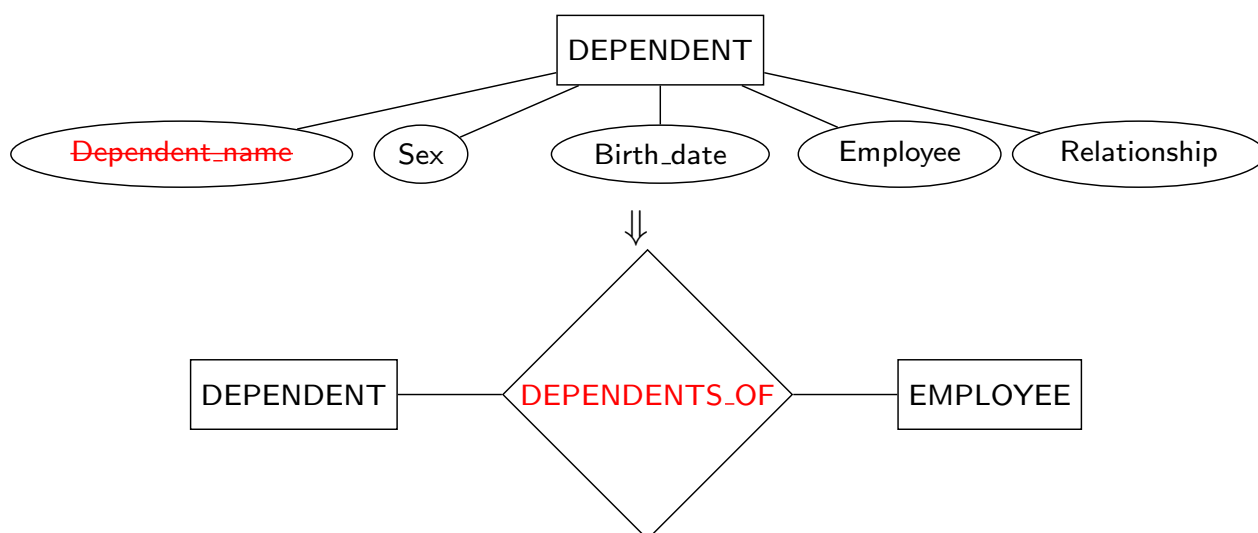 DEPENDENT
Dependent_name Sex Birth_date Employee Relationship
⇓
DEPENDENT DEPENDENTS_OF EMPLOYEE